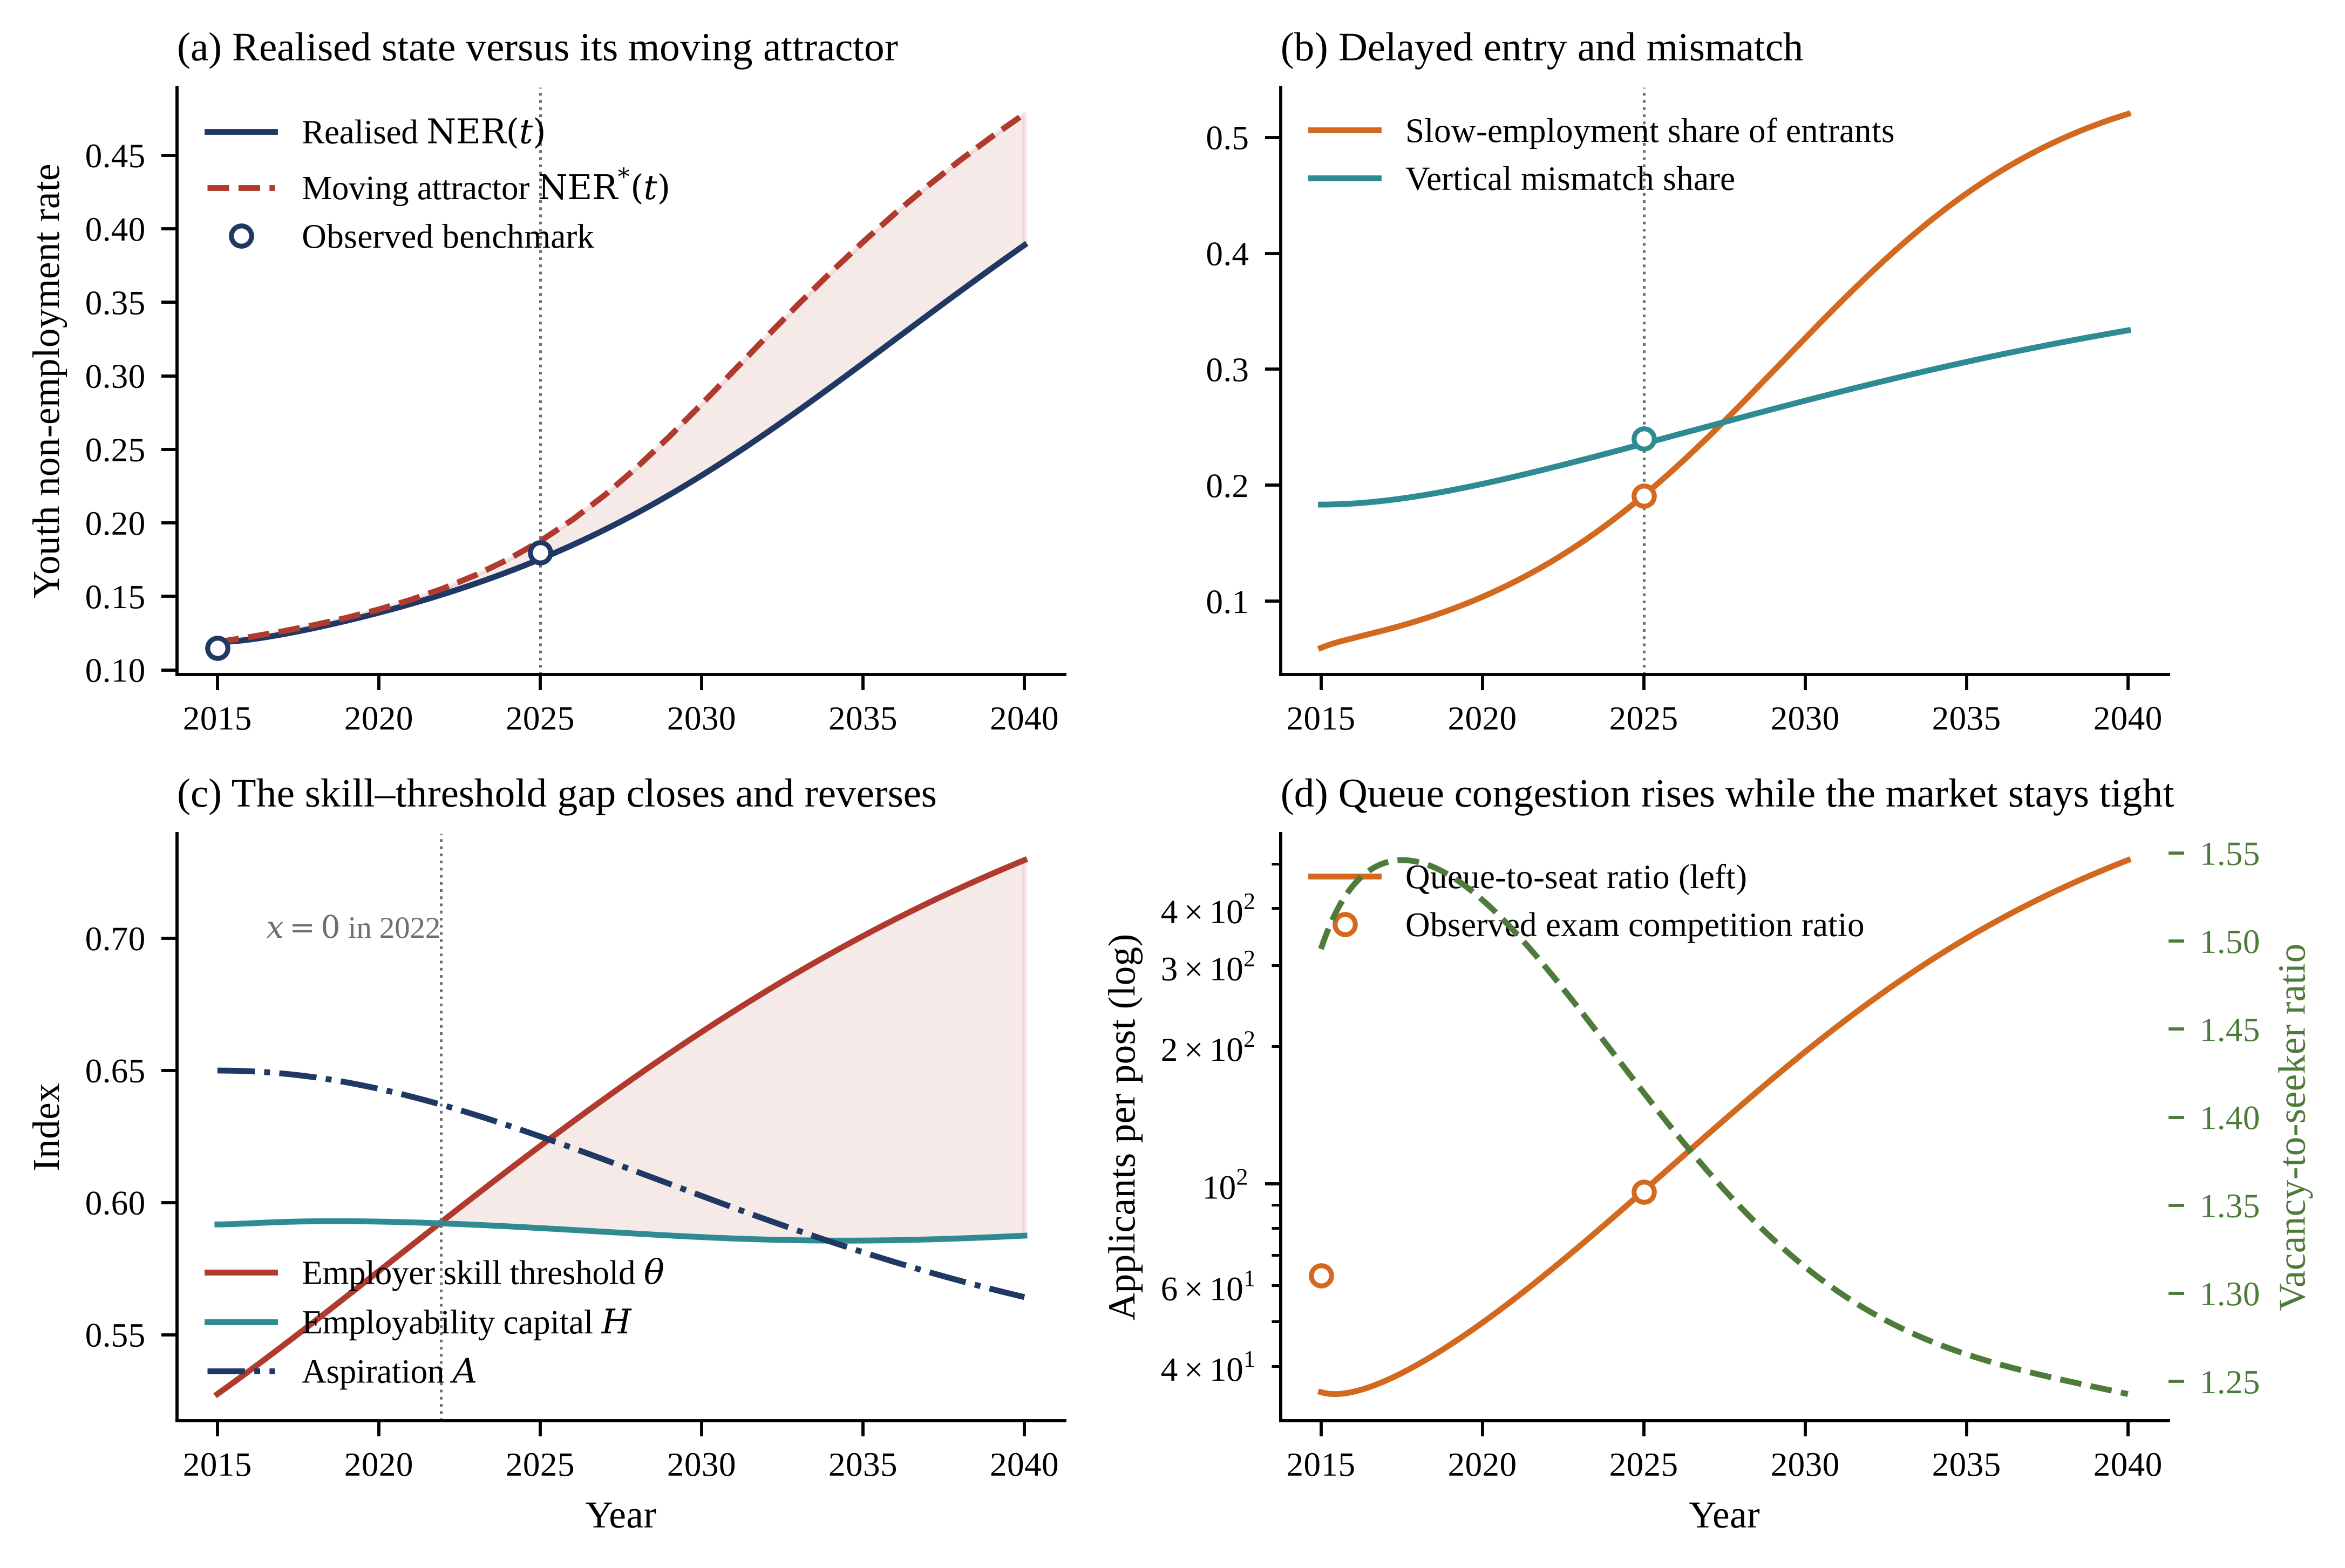 (a) Realised state versus its moving attractor
Youth non-employment rate
0.45
0.40
0.35
0.30
0.25
0.20
0.15
0.10
Realised NER(t)
Moving attractor NER*(t)
Observed benchmark
2015 2020 2025 2030 2035 2040
(b) Delayed entry and mismatch
0.5
0.4
0.3
0.2
0.1
Slow-employment share of entrants
Vertical mismatch share
2015 2020 2025 2030 2035 2040
(c) The skill–threshold gap closes and reverses
Index
0.70
0.65
0.60
0.55
x = 0 in 2022
Employer skill threshold θ
Employability capital H
Aspiration A
2015 2020 2025 2030 2035 2040
Year
(d) Queue congestion rises while the market stays tight
Applicants per post (log)
4 × 10²
3 × 10²
2 × 10²
10²
6 × 10¹
4 × 10¹
Queue-to-seat ratio (left)
Observed exam competition ratio
1.55
1.50
1.45
1.40
1.35
1.30
1.25
Vacancy-to-seeker ratio
2015 2020 2025 2030 2035 2040
Year